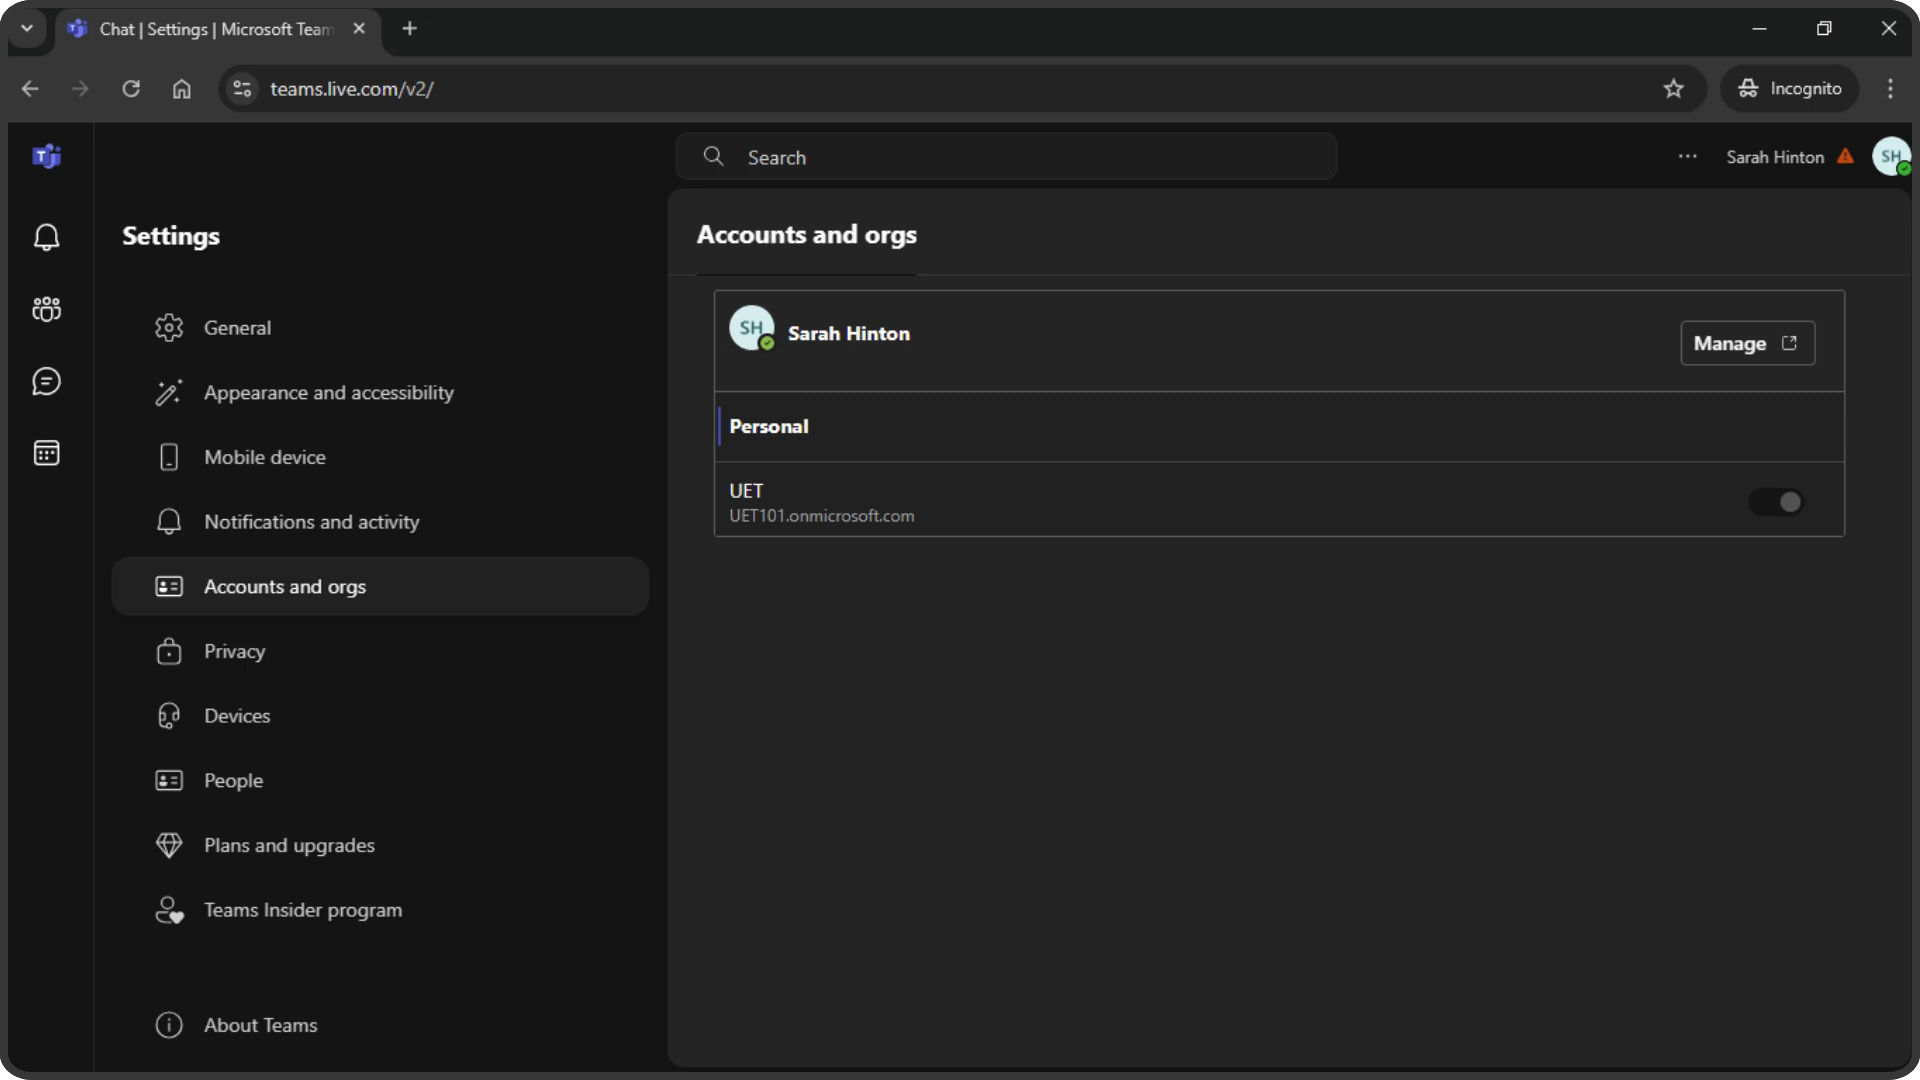 Chat | Settings | Microsoft Team
teams.live.com/v2/
Incognito
Search
Sarah Hinton
SH
Settings
General
Appearance and accessibility
Mobile device
Notifications and activity
Accounts and orgs
Privacy
Devices
People
Plans and upgrades
Teams Insider program
About Teams
Accounts and orgs
SH
Sarah Hinton
Manage
Personal
UET
UET101.onmicrosoft.com